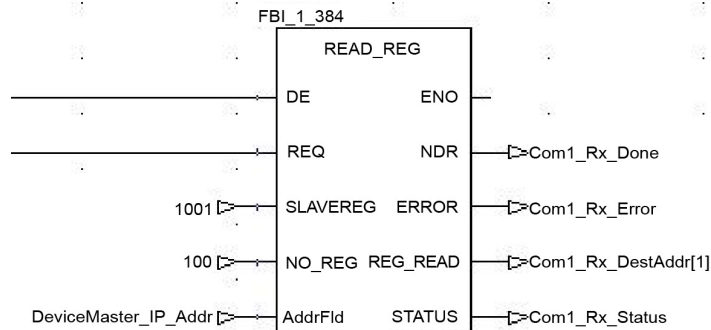 FBI_1_384
READ_REG
DE ENO
REQ NDR Com1_Rx_Done
1001 SLAVEREG ERROR Com1_Rx_Error
100 NO_REG REG_READ Com1_Rx_DestAddr[1]
DeviceMaster_IP_Addr AddrFld STATUS Com1_Rx_Status